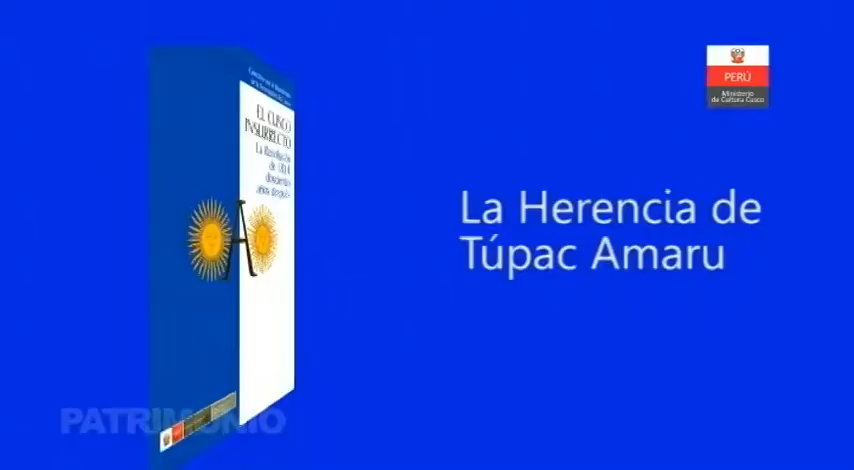 PERÚ
Ministerio
de Cultura Cusco
EL CUSCO
INSURRECTO
La Revolución
de 1814
doscientos
años después
La Herencia de
Túpac Amaru
PATRIMONIO